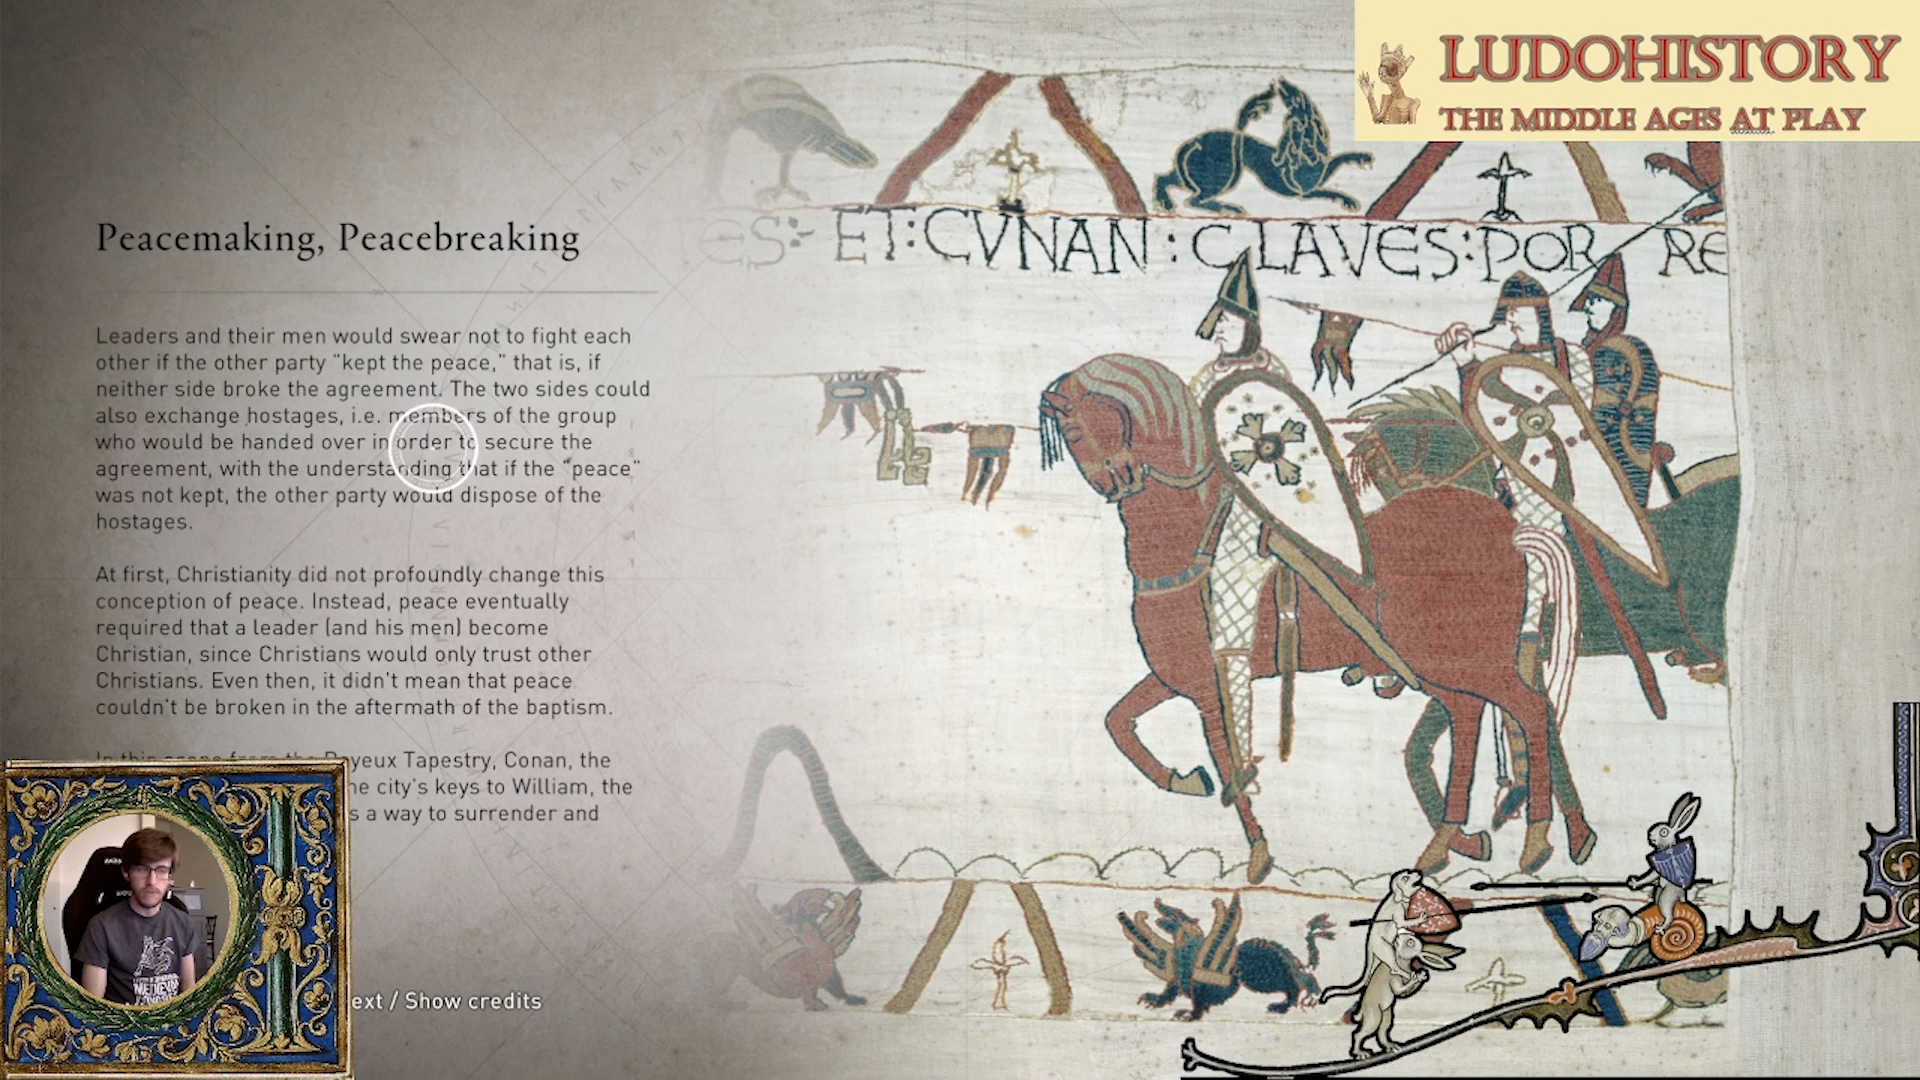 LUDOHISTORY
THE MIDDLE AGES AT PLAY
ES: ET: CVNAN: CLAVES: POR RE
Peacemaking, Peacebreaking
Leaders and their men would swear not to fight each
other if the other party "kept the peace," that is, if
neither side broke the agreement. The two sides could
also exchange hostages, i.e. members of the group
who would be handed over in order to secure the
agreement, with the understanding that if the "peace"
was not kept, the other party would dispose of the
hostages.
At first, Christianity did not profoundly change this
conception of peace. Instead, peace eventually
required that a leader (and his men) become
Christian, since Christians would only trust other
Christians. Even then, it didn't mean that peace
couldn't be broken in the aftermath of the baptism.
yeux Tapestry, Conan, the
he city's keys to William, the
s a way to surrender and
ext / Show credits